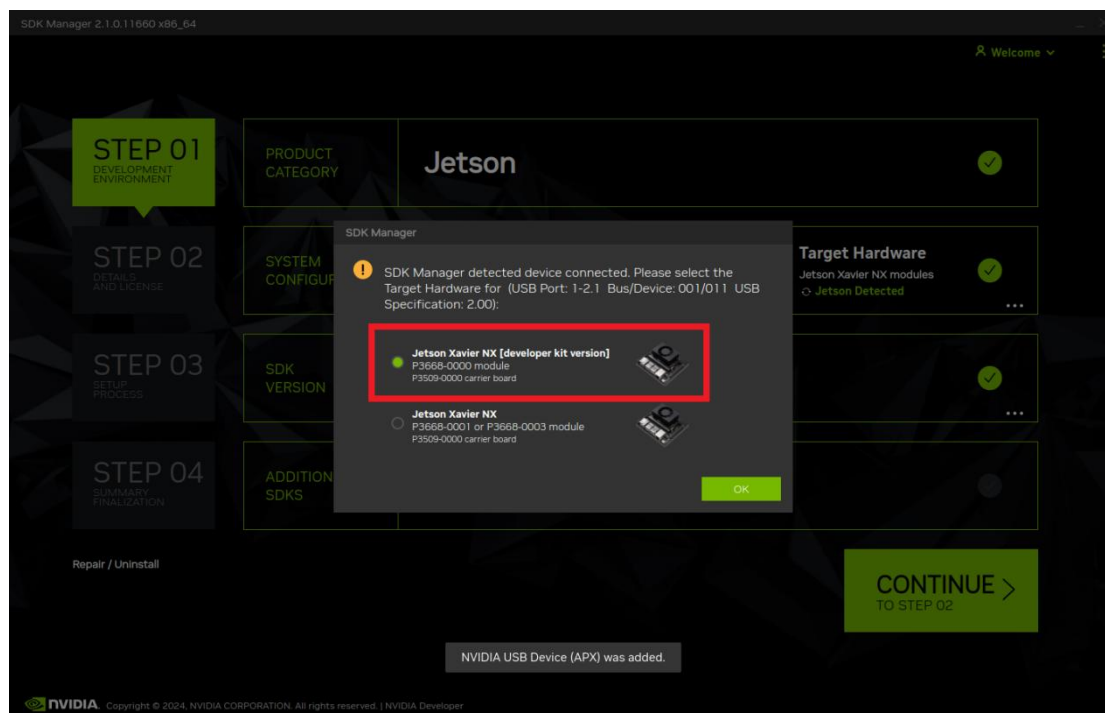 SDK Manager 2.1.0.11660 x86_64
Welcome
STEP 01
DEVELOPMENT
ENVIRONMENT
PRODUCT
CATEGORY
Jetson
STEP 02
DETAILS
AND LICENSE
SYSTEM
CONFIGUR
Target Hardware
Jetson Xavier NX modules
Jetson Detected
...
SDK Manager
SDK Manager detected device connected. Please select the
Target Hardware for (USB Port: 1-2.1 Bus/Device: 001/011 USB
Specification: 2.00):
Jetson Xavier NX [developer kit version]
P3668-0000 module
P3509-0000 carrier board
Jetson Xavier NX
P3668-0001 or P3668-0003 module
P3509-0000 carrier board
OK
STEP 03
SETUP
PROCESS
SDK
VERSION
...
STEP 04
SUMMARY
FINALIZATION
ADDITION
SDKS
Repair / Uninstall
CONTINUE >
TO STEP 02
NVIDIA USB Device (APX) was added.
NVIDIA. Copyright © 2024, NVIDIA CORPORATION. All rights reserved. | NVIDIA Developer